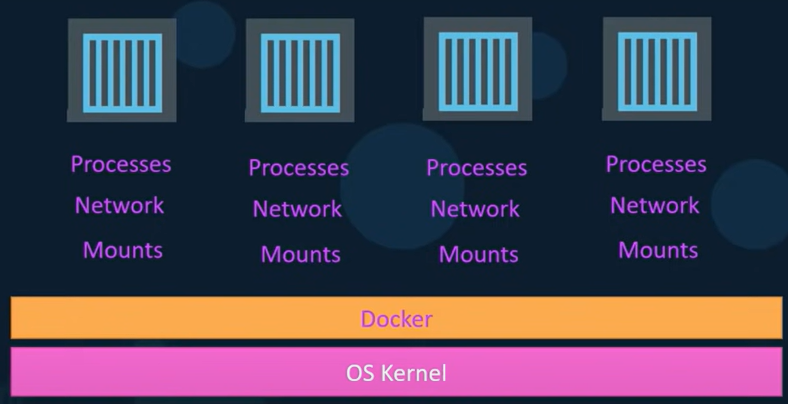 Processes Processes Processes Processes
Network Network Network Network
Mounts Mounts Mounts Mounts
Docker
OS Kernel